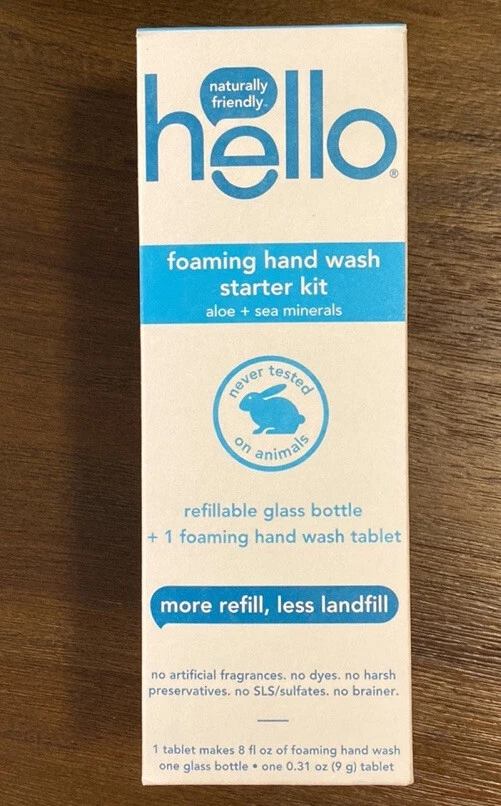 naturally
friendly™
hello®
foaming hand wash
starter kit
aloe + sea minerals
never tested
on animals
refillable glass bottle
+ 1 foaming hand wash tablet
more refill, less landfill
no artificial fragrances. no dyes. no harsh
preservatives. no SLS/sulfates. no brainer.
1 tablet makes 8 fl oz of foaming hand wash
one glass bottle • one 0.31 oz (9 g) tablet